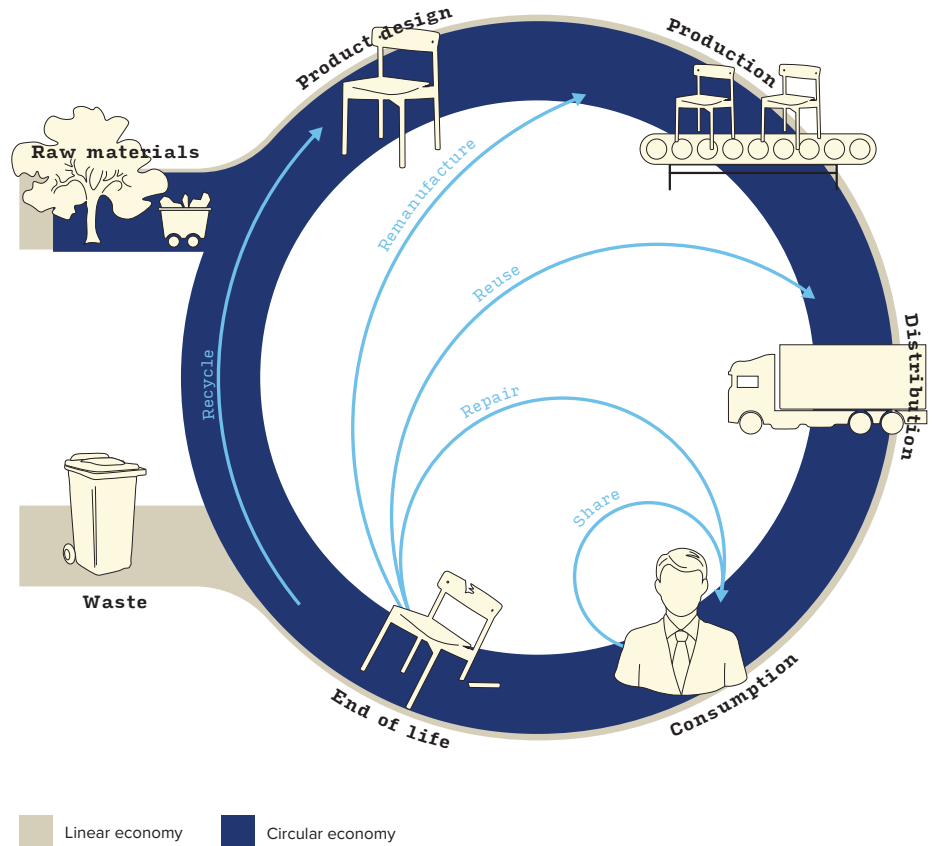 Product design
Production
Raw materials
Remanufacture
Reuse
Distribution
Recycle
Repair
Share
Waste
Consumption
End of life
Linear economy
Circular economy